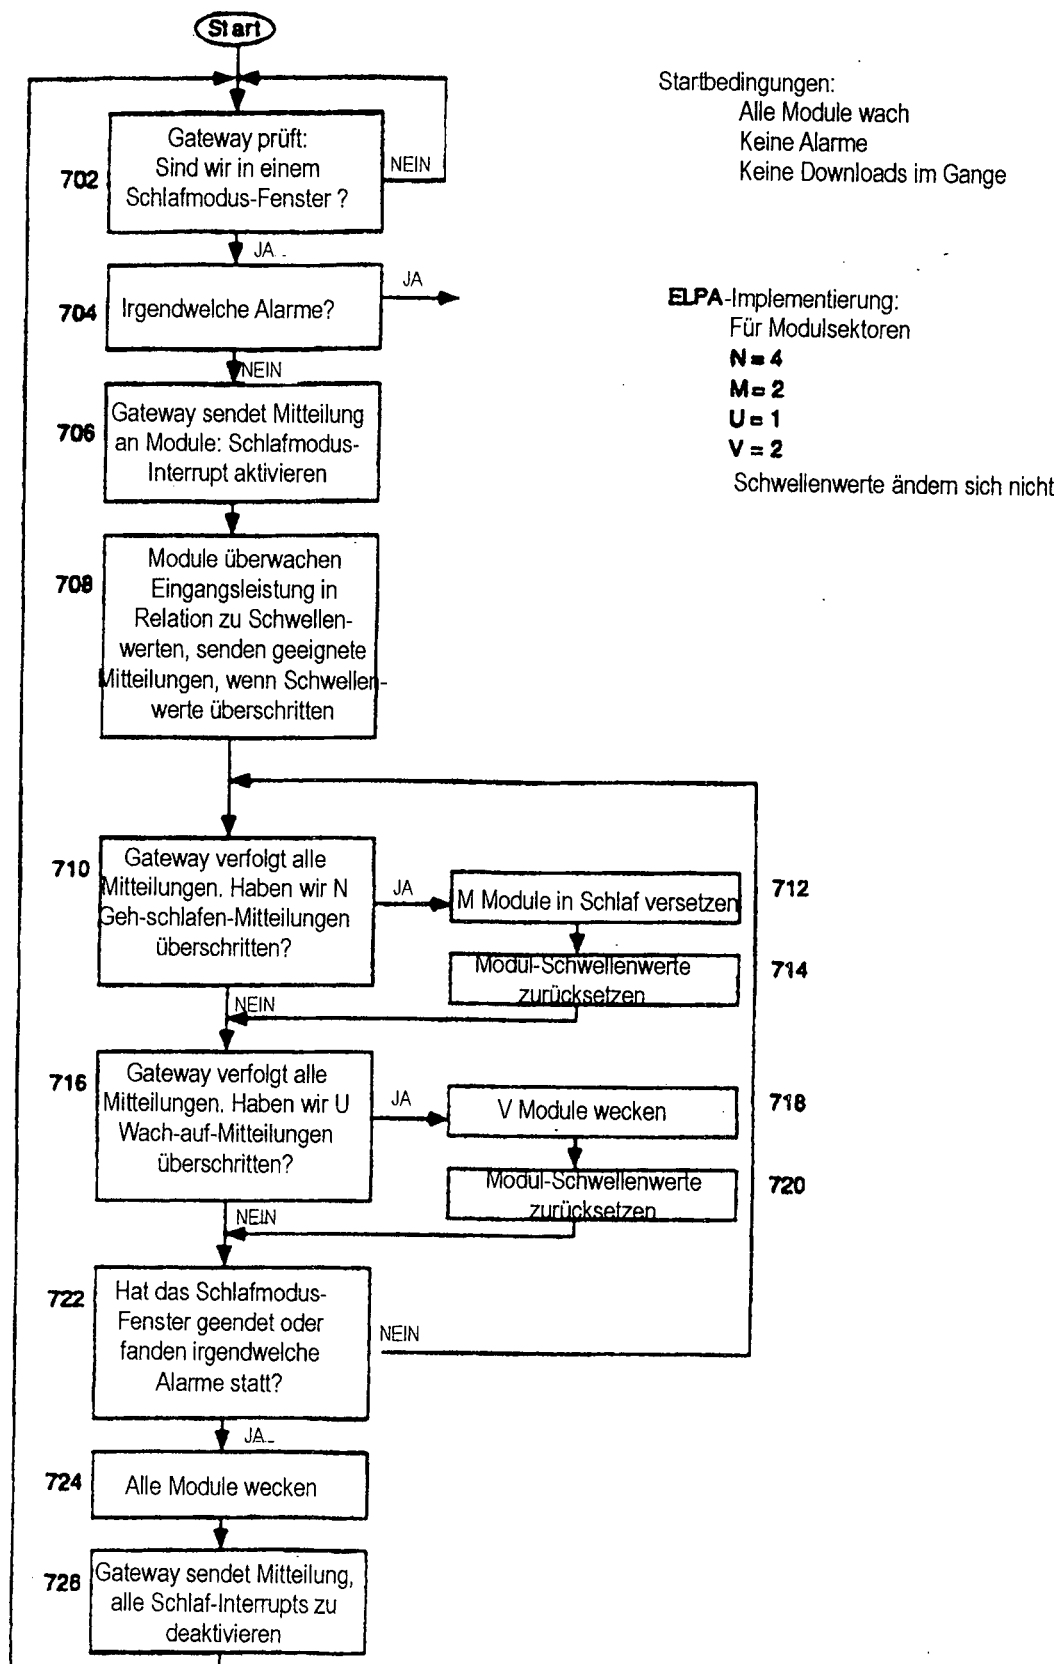 Start
Startbedingungen:
Alle Module wach
Keine Alarme
Keine Downloads im Gange
702
Gateway prüft:
Sind wir in einem
Schlafmodus-Fenster ?
NEIN
JA
704
Irgendwelche Alarme?
JA
NEIN
ELPA-Implementierung:
Für Modulsektoren
N = 4
M = 2
U = 1
V = 2
Schwellenwerte ändern sich nicht
706
Gateway sendet Mitteilung
an Module: Schlafmodus-
Interrupt aktivieren
708
Module überwachen
Eingangsleistung in
Relation zu Schwellen-
werten, senden geeignete
Mitteilungen, wenn Schwellen-
werte überschritten
710
Gateway verfolgt alle
Mitteilungen. Haben wir N
Geh-schlafen-Mitteilungen
überschritten?
JA
M Module in Schlaf versetzen
712
Modul-Schwellenwerte
zurücksetzen
714
NEIN
716
Gateway verfolgt alle
Mitteilungen. Haben wir U
Wach-auf-Mitteilungen
überschritten?
JA
V Module wecken
718
Modul-Schwellenwerte
zurücksetzen
720
NEIN
722
Hat das Schlafmodus-
Fenster geendet oder
fanden irgendwelche
Alarme statt?
NEIN
JA
724
Alle Module wecken
726
Gateway sendet Mitteilung,
alle Schlaf-Interrupts zu
deaktivieren